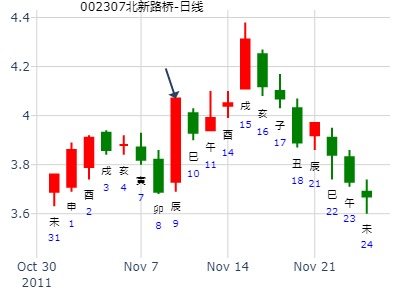 002307北新路桥-日线
4.4
4.2
4
3.8
3.6
未
31
申
1
酉
2
戌
3
亥
4
寅
7
卯
8
辰
9
巳
10
午
11
酉
14
戌
15
亥
16
子
17
丑
18
辰
21
巳
22
午
23
未
24
Oct 30
2011
Nov 7
Nov 14
Nov 21